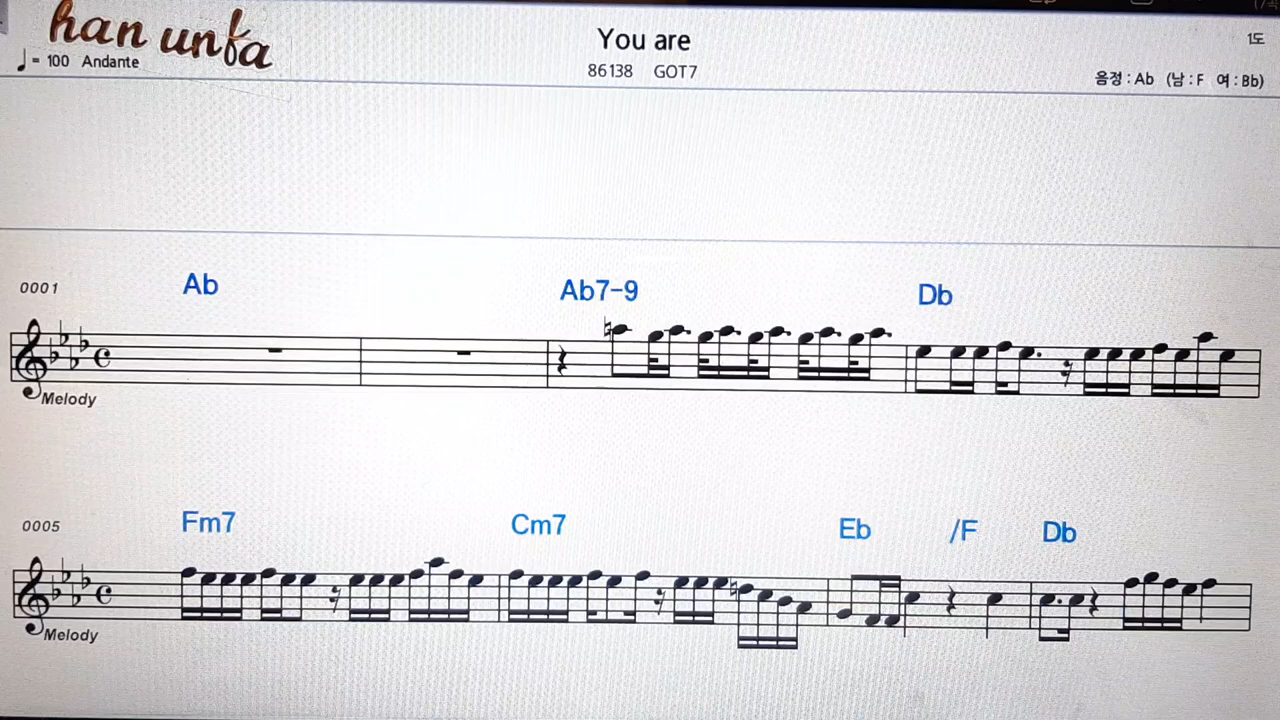 han unfa
You are
1도
♩= 100 Andante
86138 GOT7
음정 : Ab (남 : F 여 : Bb)
0001 Ab Ab7-9 Db
Melody
0005 Fm7 Cm7 Eb /F Db
Melody